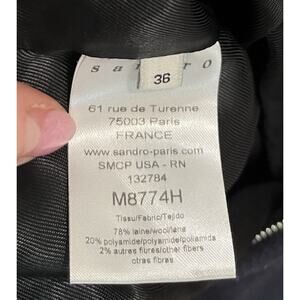 sandro
36
61 rue de Turenne
75003 Paris
FRANCE
www.sandro-paris.com
SMCP USA - RN
132784
M8774H
Tissu/Fabric/Tejido
78% laine/wool/lana
20% polyamide/polyamide/poliamida
2% autres fibres/other fibers
otras fibras